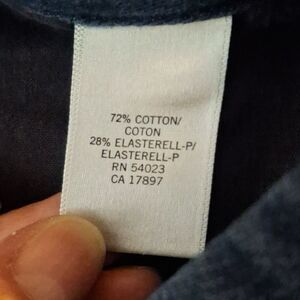 72% COTTON/
COTON
28% ELASTERELL-P/
ELASTERELL-P
RN 54023
CA 17897